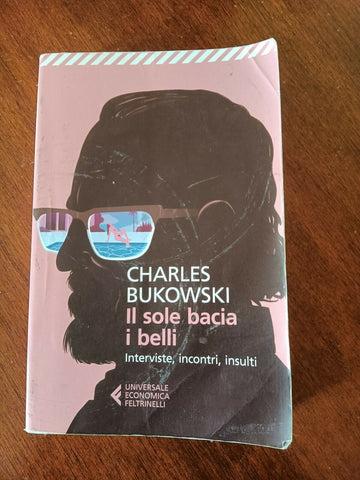 CHARLES
BUKOWSKI
Il sole bacia
i belli
Interviste, incontri, insulti
UNIVERSALE
ECONOMICA
FELTRINELLI